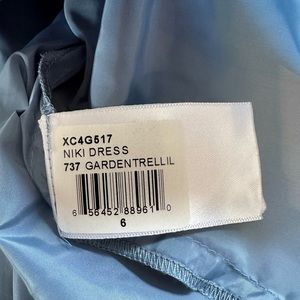 XC4G517
NIKI DRESS
737 GARDENTRELLIL
6 56452 88961 0
6